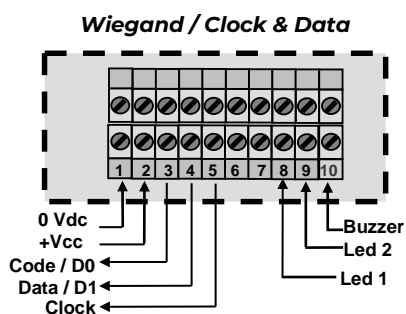 Wiegand / Clock & Data
1 2 3 4 5 6 7 8 9 10
0 Vdc
+Vcc
Code / D0
Data / D1
Clock
Buzzer
Led 2
Led 1